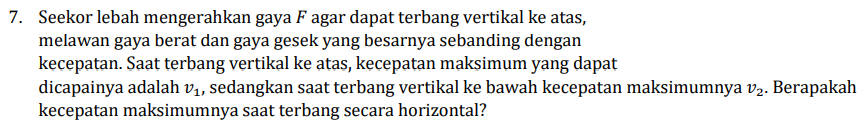 7. Seekor lebah mengerahkan gaya F agar dapat terbang vertikal ke atas,
melawan gaya berat dan gaya gesek yang besarnya sebanding dengan
kecepatan. Saat terbang vertikal ke atas, kecepatan maksimum yang dapat
dicapainya adalah v₁, sedangkan saat terbang vertikal ke bawah kecepatan maksimumnya v₂. Berapakah
kecepatan maksimumnya saat terbang secara horizontal?